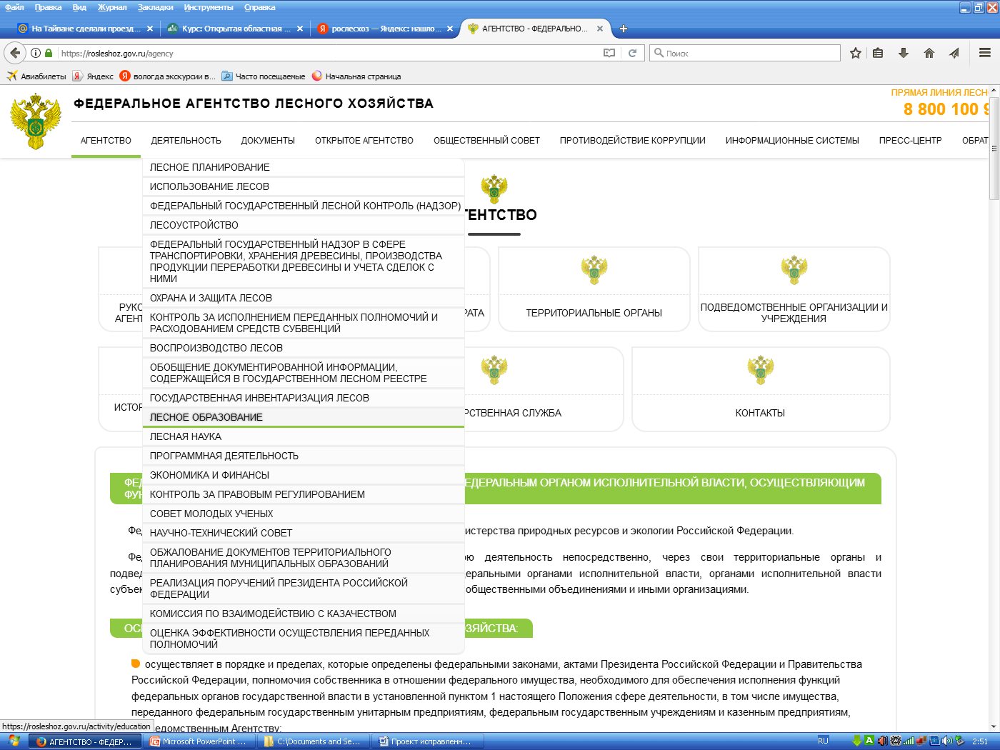 Файл Правка Вид Журнал Закладки Инструменты Справка
На Тайване сделали проезд... Курс: Открытая областная ... рослесхоз — Яндекс: нашло... АГЕНТСТВО - ФЕДЕРАЛЬНО...
https://rosleshoz.gov.ru/agency Поиск
Авиабилеты Яндекс вологда экскурсии в... Часто посещаемые Начальная страница
ФЕДЕРАЛЬНОЕ АГЕНТСТВО ЛЕСНОГО ХОЗЯЙСТВА
ПРЯМАЯ ЛИНИЯ ЛЕСН
8 800 100 9
АГЕНТСТВО ДЕЯТЕЛЬНОСТЬ ДОКУМЕНТЫ ОТКРЫТОЕ АГЕНТСТВО ОБЩЕСТВЕННЫЙ СОВЕТ ПРОТИВОДЕЙСТВИЕ КОРРУПЦИИ ИНФОРМАЦИОННЫЕ СИСТЕМЫ ПРЕСС-ЦЕНТР ОБРАТ
ЛЕСНОЕ ПЛАНИРОВАНИЕ
ИСПОЛЬЗОВАНИЕ ЛЕСОВ
ФЕДЕРАЛЬНЫЙ ГОСУДАРСТВЕННЫЙ ЛЕСНОЙ КОНТРОЛЬ (НАДЗОР)
ЛЕСОУСТРОЙСТВО
ФЕДЕРАЛЬНЫЙ ГОСУДАРСТВЕННЫЙ НАДЗОР В СФЕРЕ
ТРАНСПОРТИРОВКИ, ХРАНЕНИЯ ДРЕВЕСИНЫ, ПРОИЗВОДСТВА
ПРОДУКЦИИ ПЕРЕРАБОТКИ ДРЕВЕСИНЫ И УЧЕТА СДЕЛОК С
НИМИ
ОХРАНА И ЗАЩИТА ЛЕСОВ
КОНТРОЛЬ ЗА ИСПОЛНЕНИЕМ ПЕРЕДАННЫХ ПОЛНОМОЧИЙ И
РАСХОДОВАНИЕМ СРЕДСТВ СУБВЕНЦИЙ
ВОСПРОИЗВОДСТВО ЛЕСОВ
ОБОБЩЕНИЕ ДОКУМЕНТИРОВАННОЙ ИНФОРМАЦИИ,
СОДЕРЖАЩЕЙСЯ В ГОСУДАРСТВЕННОМ ЛЕСНОМ РЕЕСТРЕ
ГОСУДАРСТВЕННАЯ ИНВЕНТАРИЗАЦИЯ ЛЕСОВ
ЛЕСНОЕ ОБРАЗОВАНИЕ
ЛЕСНАЯ НАУКА
ПРОГРАММНАЯ ДЕЯТЕЛЬНОСТЬ
ЭКОНОМИКА И ФИНАНСЫ
КОНТРОЛЬ ЗА ПРАВОВЫМ РЕГУЛИРОВАНИЕМ
СОВЕТ МОЛОДЫХ УЧЕНЫХ
НАУЧНО-ТЕХНИЧЕСКИЙ СОВЕТ
ОБЖАЛОВАНИЕ ДОКУМЕНТОВ ТЕРРИТОРИАЛЬНОГО
ПЛАНИРОВАНИЯ МУНИЦИПАЛЬНЫХ ОБРАЗОВАНИЙ
РЕАЛИЗАЦИЯ ПОРУЧЕНИЙ ПРЕЗИДЕНТА РОССИЙСКОЙ
ФЕДЕРАЦИИ
КОМИССИЯ ПО ВЗАИМОДЕЙСТВИЮ С КАЗАЧЕСТВОМ
ОЦЕНКА ЭФФЕКТИВНОСТИ ОСУЩЕСТВЛЕНИЯ ПЕРЕДАННЫХ
ПОЛНОМОЧИЙ
ГЕНТСТВО
РУКО
АГЕНТ РАТА
ТЕРРИТОРИАЛЬНЫЕ ОРГАНЫ
ПОДВЕДОМСТВЕННЫЕ ОРГАНИЗАЦИИ И
УЧРЕЖДЕНИЯ
ИСТОР РСТВЕННАЯ СЛУЖБА КОНТАКТЫ
ФЕД ЕДЕРАЛЬНЫМ ОРГАНОМ ИСПОЛНИТЕЛЬНОЙ ВЛАСТИ, ОСУЩЕСТВЛЯЮЩИМ
ФУН
Фед истерства природных ресурсов и экологии Российской Федерации.
Фед ою деятельность непосредственно, через свои территориальные органы и
подвед деральными органами исполнительной власти, органами исполнительной власти
субъек общественными объединениями и иными организациями.
ОСН ЗЯЙСТВА:
осуществляет в порядке и пределах, которые определены федеральными законами, актами Президента Российской Федерации и Правительства
Российской Федерации, полномочия собственника в отношении федерального имущества, необходимого для обеспечения исполнения функций
федеральных органов государственной власти в установленной пунктом 1 настоящего Положения сфере деятельности, в том числе имущества,
переданного федеральным государственным унитарным предприятиям, федеральным государственным учреждениям и казенным предприятиям,
едомственным Агентству;
https://rosleshoz.gov.ru/activity/education
АГЕНТСТВО - ФЕДЕР... Microsoft PowerPoint ... C:\Documents and Se... Проект исправленн... RU 2:51